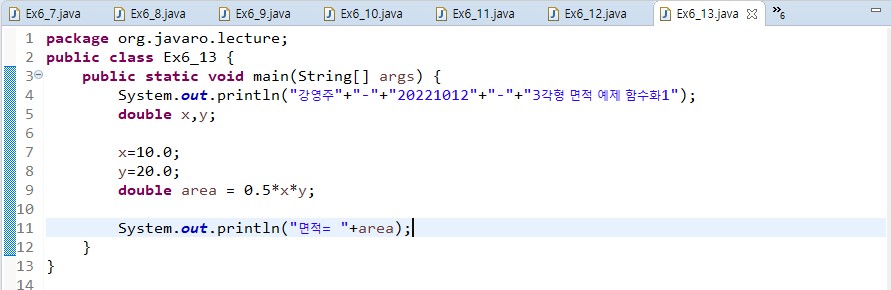 Ex6_7.java Ex6_8.java Ex6_9.java Ex6_10.java Ex6_11.java Ex6_12.java Ex6_13.java »6
1 package org.javaro.lecture;
2 public class Ex6_13 {
3 public static void main(String[] args) {
4 System.out.println("강영주"+"-"+"20221012"+"-"+"3각형 면적 예제 함수화1");
5 double x,y;
6
7 x=10.0;
8 y=20.0;
9 double area = 0.5*x*y;
10
11 System.out.println("면적= "+area);
12 }
13 }
14